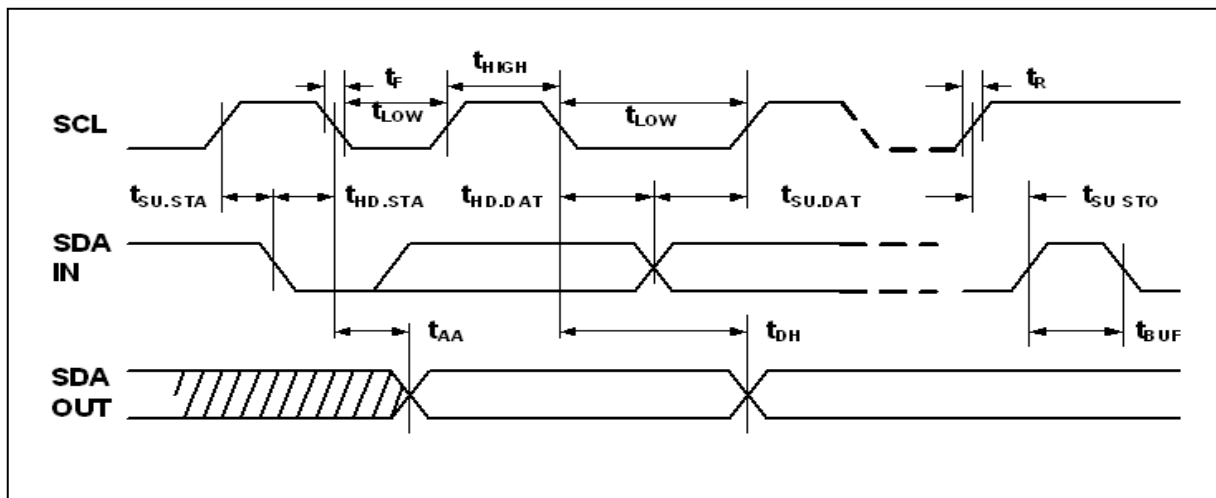 tF
tHIGH
tR
SCL
tLOW
tLOW
tSU.STA
tHD.STA
tHD.DAT
tSU.DAT
tSU STO
SDA
IN
tAA
tDH
tBUF
SDA
OUT